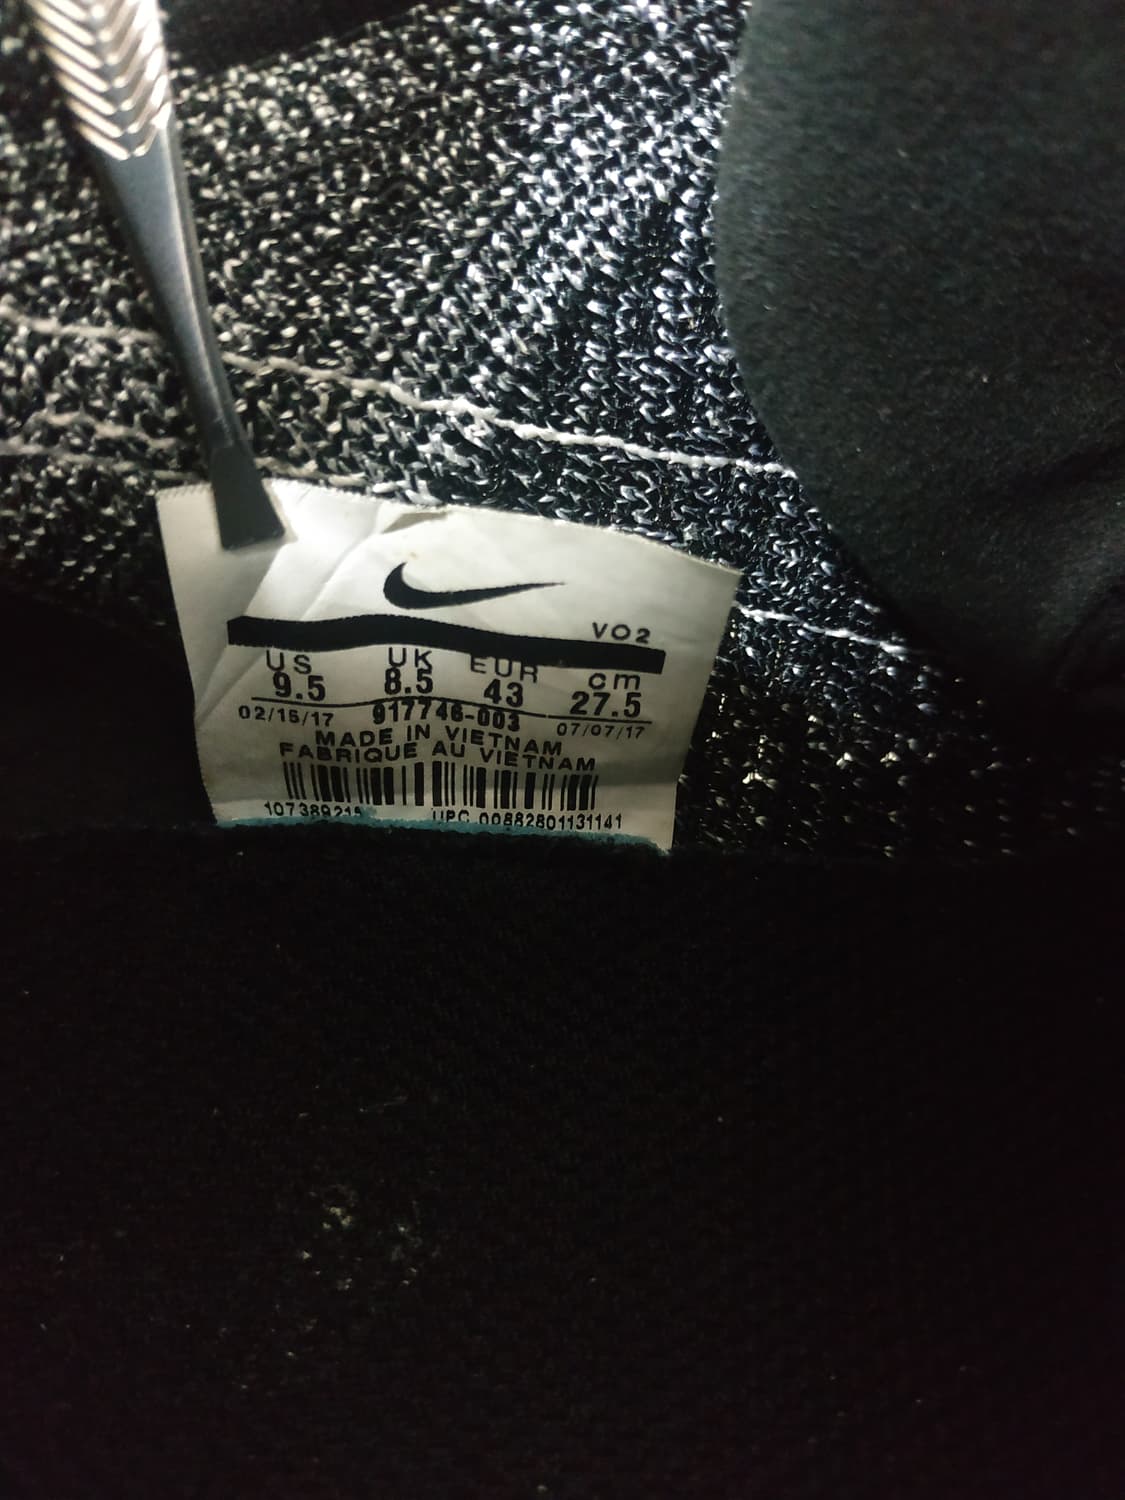 VO2
US UK EUR cm
9.5 8.5 43 27.5
02/15/17 917746-003 07/07/17
MADE IN VIETNAM
FABRIQUE AU VIETNAM
107389215 UPC 00882801131141